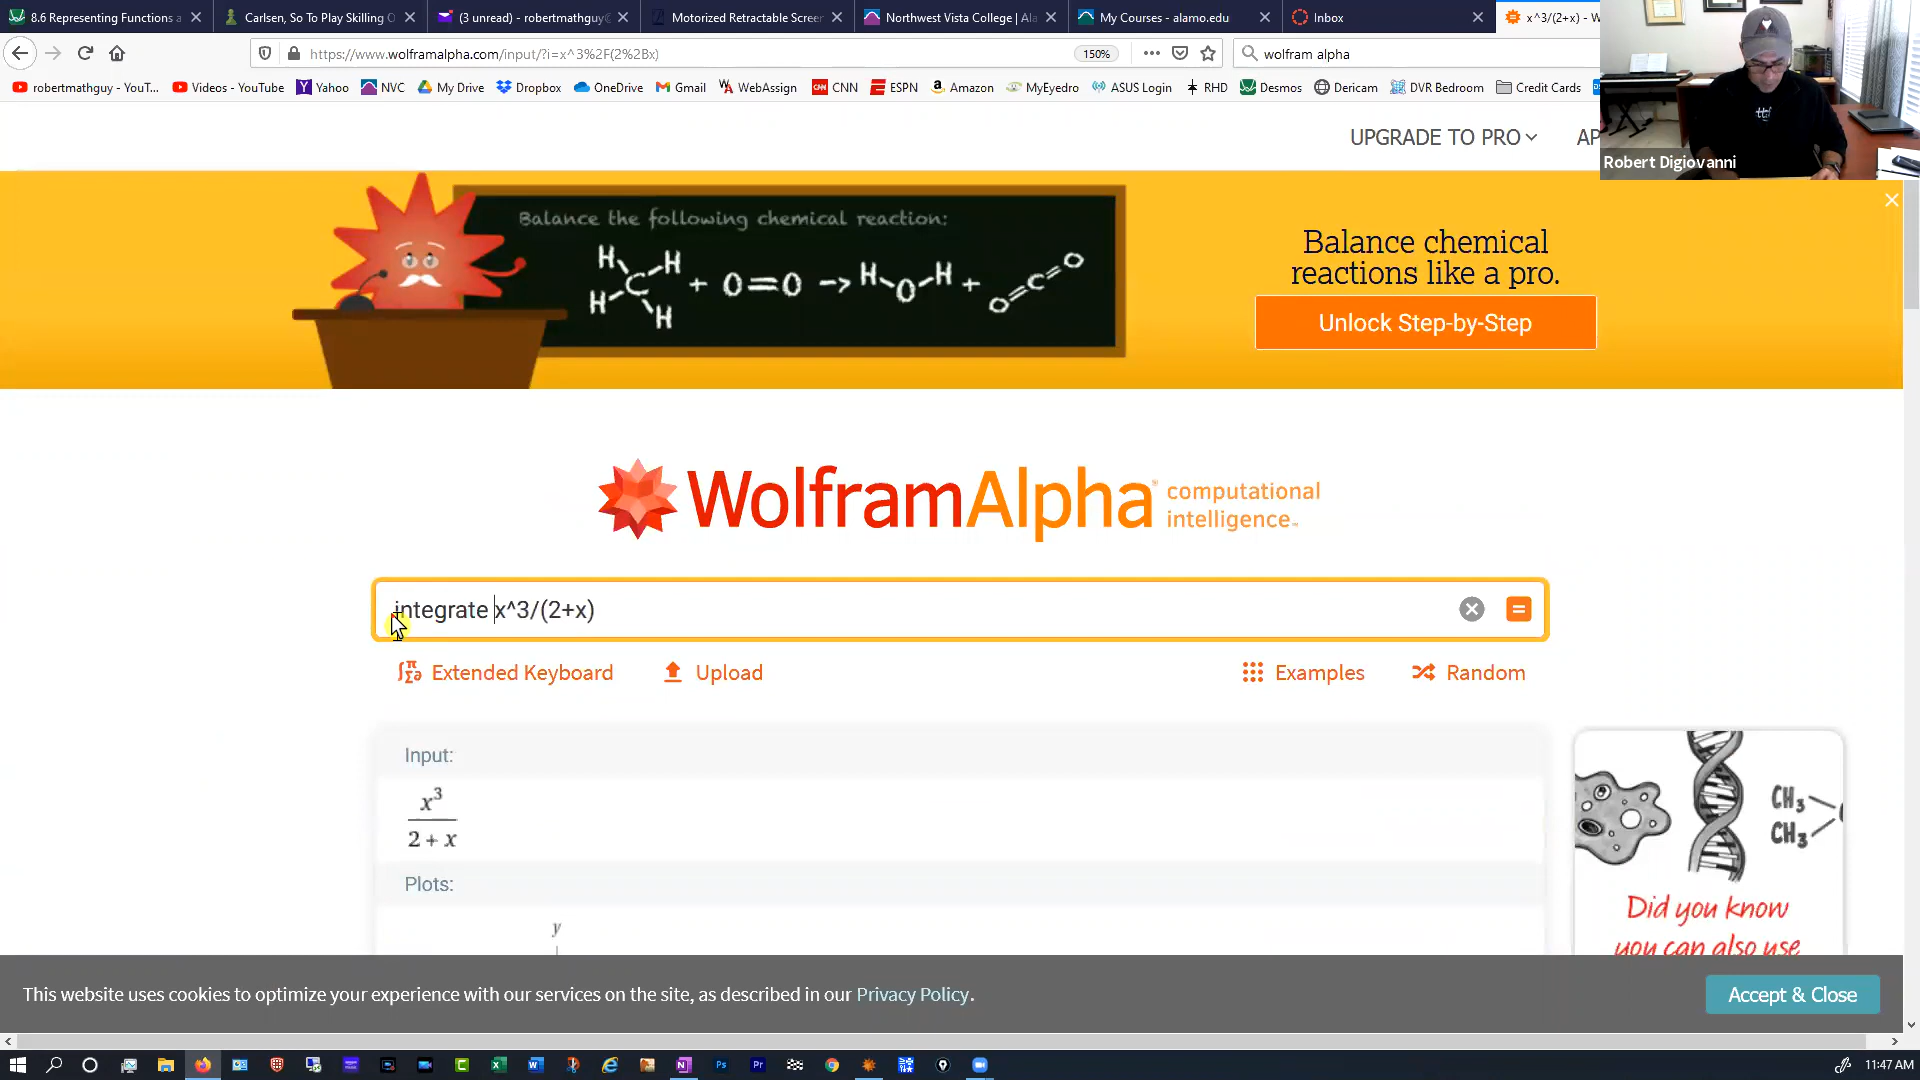 8.6 Representing Functions a
Carlsen, So To Play Skilling O
(3 unread) - robertmathguy@
Motorized Retractable Screen
Northwest Vista College | Ala
My Courses - alamo.edu
Inbox
x^3/(2+x) - W
https://www.wolframalpha.com/input/?i=x^3%2F(2%2Bx)
150%
wolfram alpha
robertmathguy - YouT...
Videos - YouTube
Yahoo
NVC
My Drive
Dropbox
OneDrive
Gmail
WebAssign
CNN
ESPN
Amazon
MyEyedro
ASUS Login
RHD
Desmos
Dericam
DVR Bedroom
Credit Cards
UPGRADE TO PRO
AP
Robert Digiovanni
Balance the following chemical reaction:
H H C H H + O=O -> H O H + O=C=O
Balance chemical
reactions like a pro.
Unlock Step-by-Step
WolframAlpha computational
intelligence™
integrate x^3/(2+x)
Extended Keyboard
Upload
Examples
Random
Input:
x^3
2 + x
Plots:
y
CH3
CH3
Did you know
you can also use
This website uses cookies to optimize your experience with our services on the site, as described in our Privacy Policy.
Accept & Close
11:47 AM